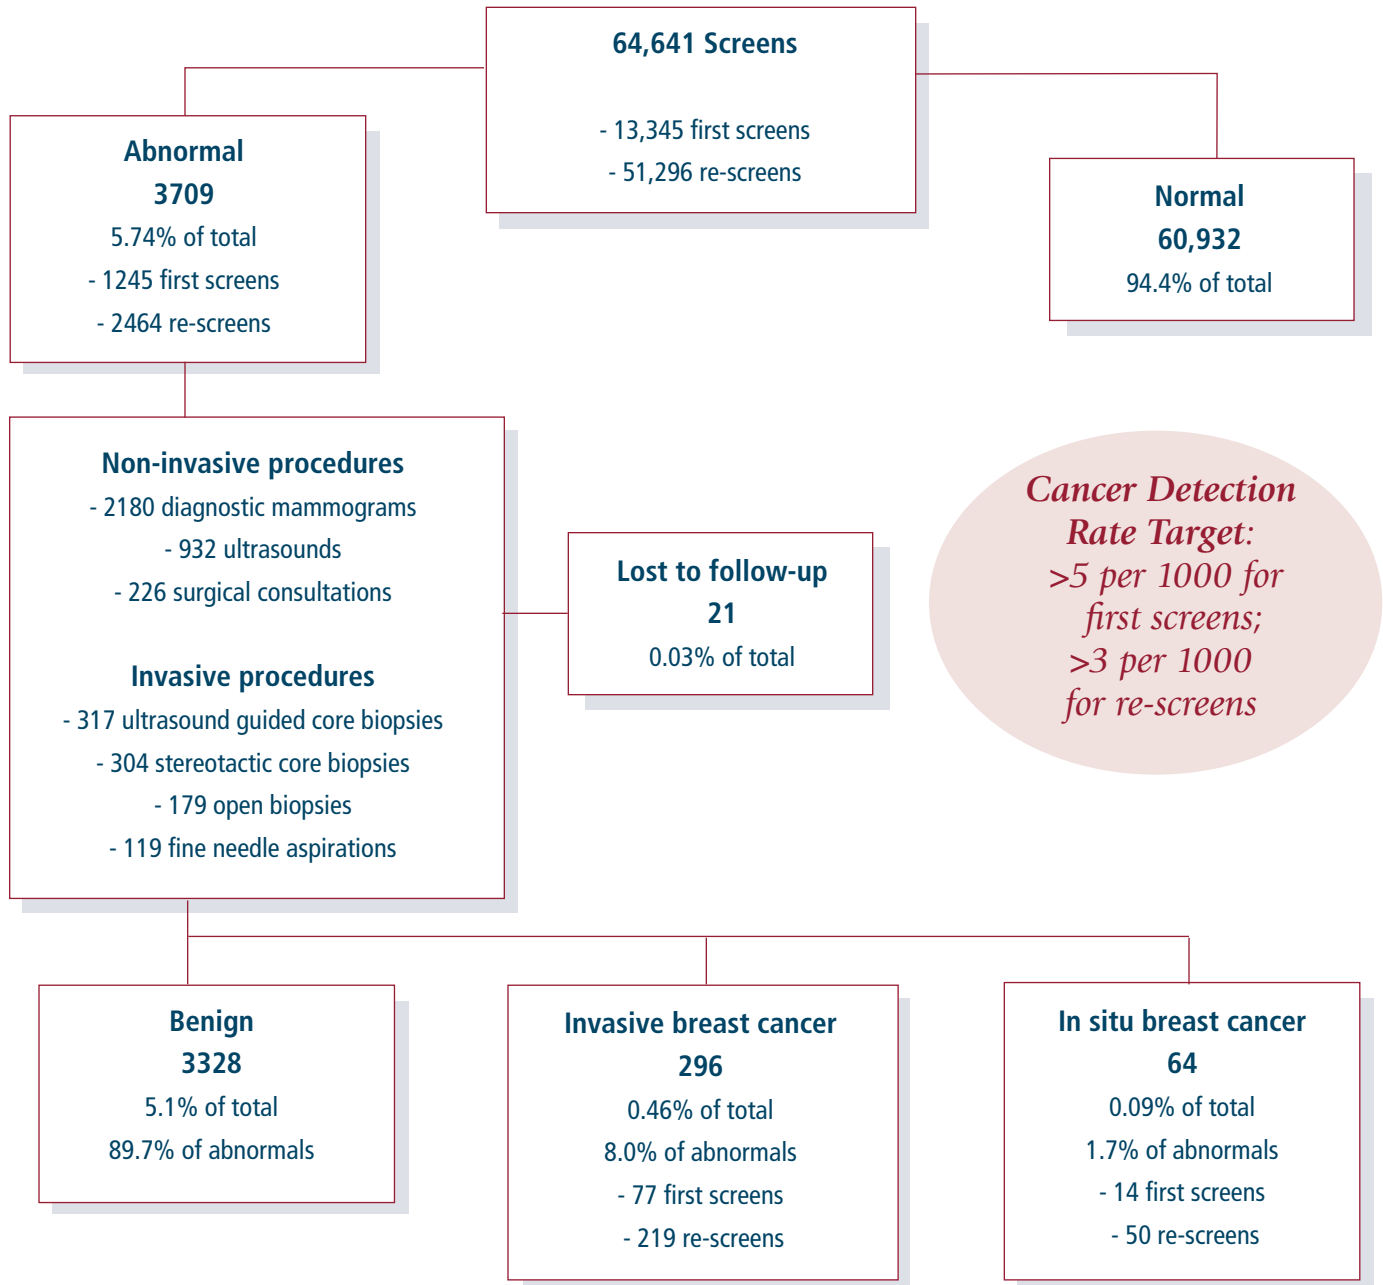 64,641 Screens
- 13,345 first screens
- 51,296 re-screens
Abnormal
3709
5.74% of total
- 1245 first screens
- 2464 re-screens
Normal
60,932
94.4% of total
Non-invasive procedures
- 2180 diagnostic mammograms
- 932 ultrasounds
- 226 surgical consultations
Invasive procedures
- 317 ultrasound guided core biopsies
- 304 stereotactic core biopsies
- 179 open biopsies
- 119 fine needle aspirations
Lost to follow-up
21
0.03% of total
Cancer Detection
Rate Target:
>5 per 1000 for
first screens;
>3 per 1000
for re-screens
Benign
3328
5.1% of total
89.7% of abnormals
Invasive breast cancer
296
0.46% of total
8.0% of abnormals
- 77 first screens
- 219 re-screens
In situ breast cancer
64
0.09% of total
1.7% of abnormals
- 14 first screens
- 50 re-screens